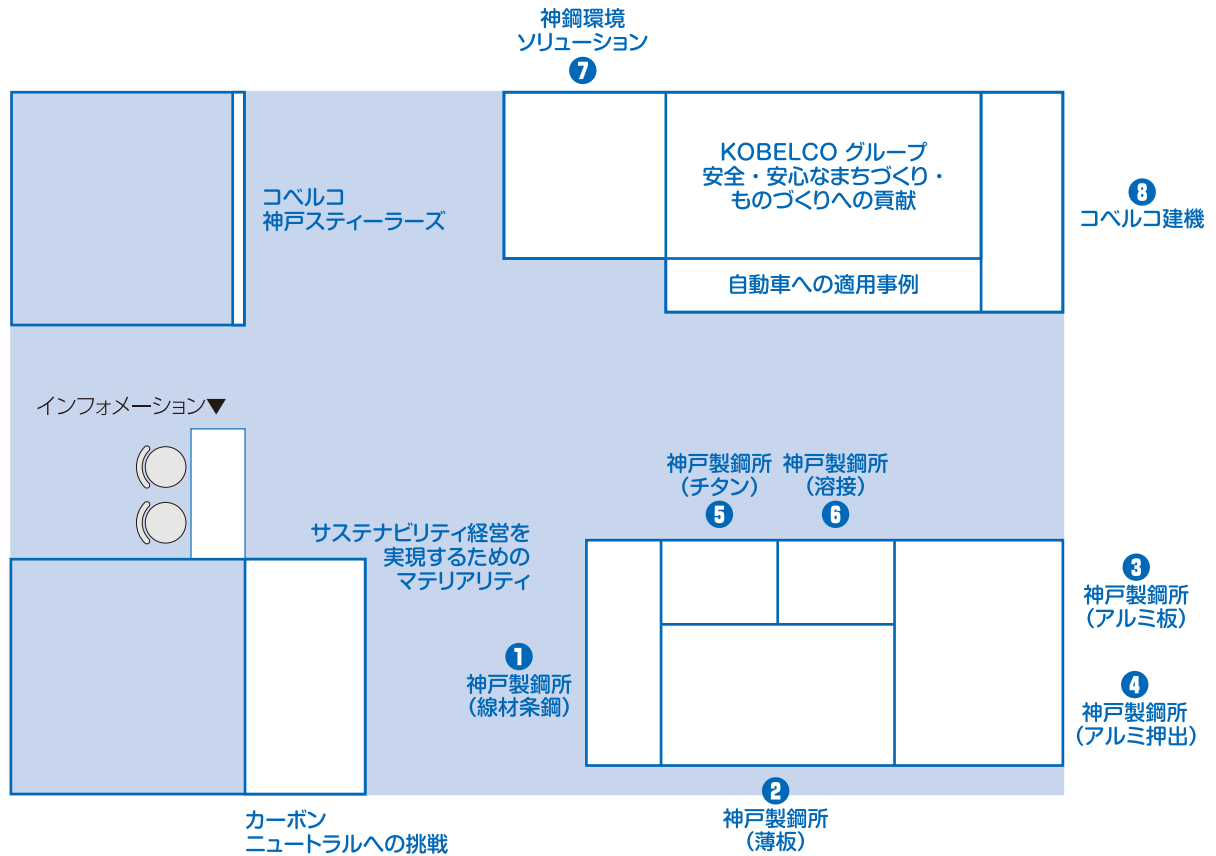 神鋼環境
ソリューション
7
KOBELCO グループ
安全・安心なまちづくり・
ものづくりへの貢献
自動車への適用事例
8
コベルコ建機
コベルコ
神戸スティーラーズ
インフォメーション▼
サステナビリティ経営を
実現するための
マテリアリティ
神戸製鋼所
（チタン）
5
神戸製鋼所
（溶接）
6
3
神戸製鋼所
（アルミ板）
1
神戸製鋼所
（線材条鋼）
4
神戸製鋼所
（アルミ押出）
2
神戸製鋼所
（薄板）
カーボン
ニュートラルへの挑戦